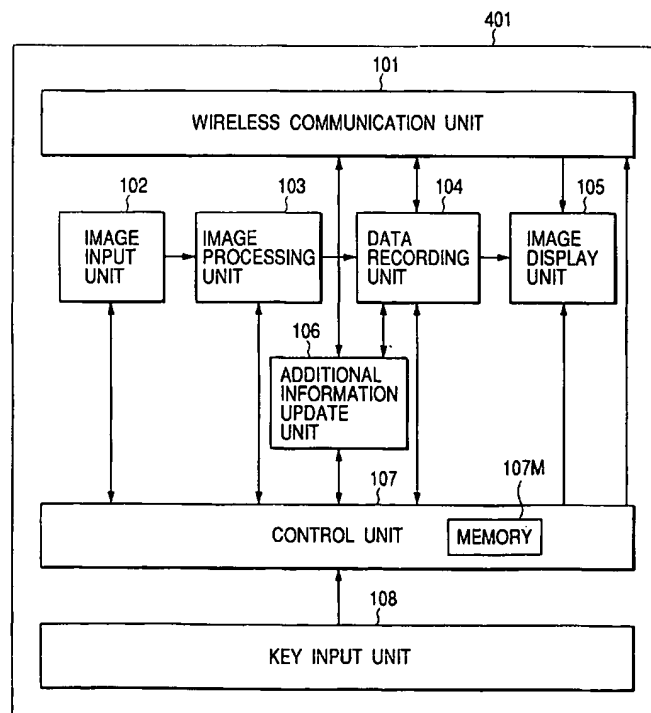 401
101
WIRELESS COMMUNICATION UNIT
102
103
104
105
IMAGE
INPUT
UNIT
IMAGE
PROCESSING
UNIT
DATA
RECORDING
UNIT
IMAGE
DISPLAY
UNIT
106
ADDITIONAL
INFORMATION
UPDATE
UNIT
107
107M
CONTROL UNIT
MEMORY
108
KEY INPUT UNIT